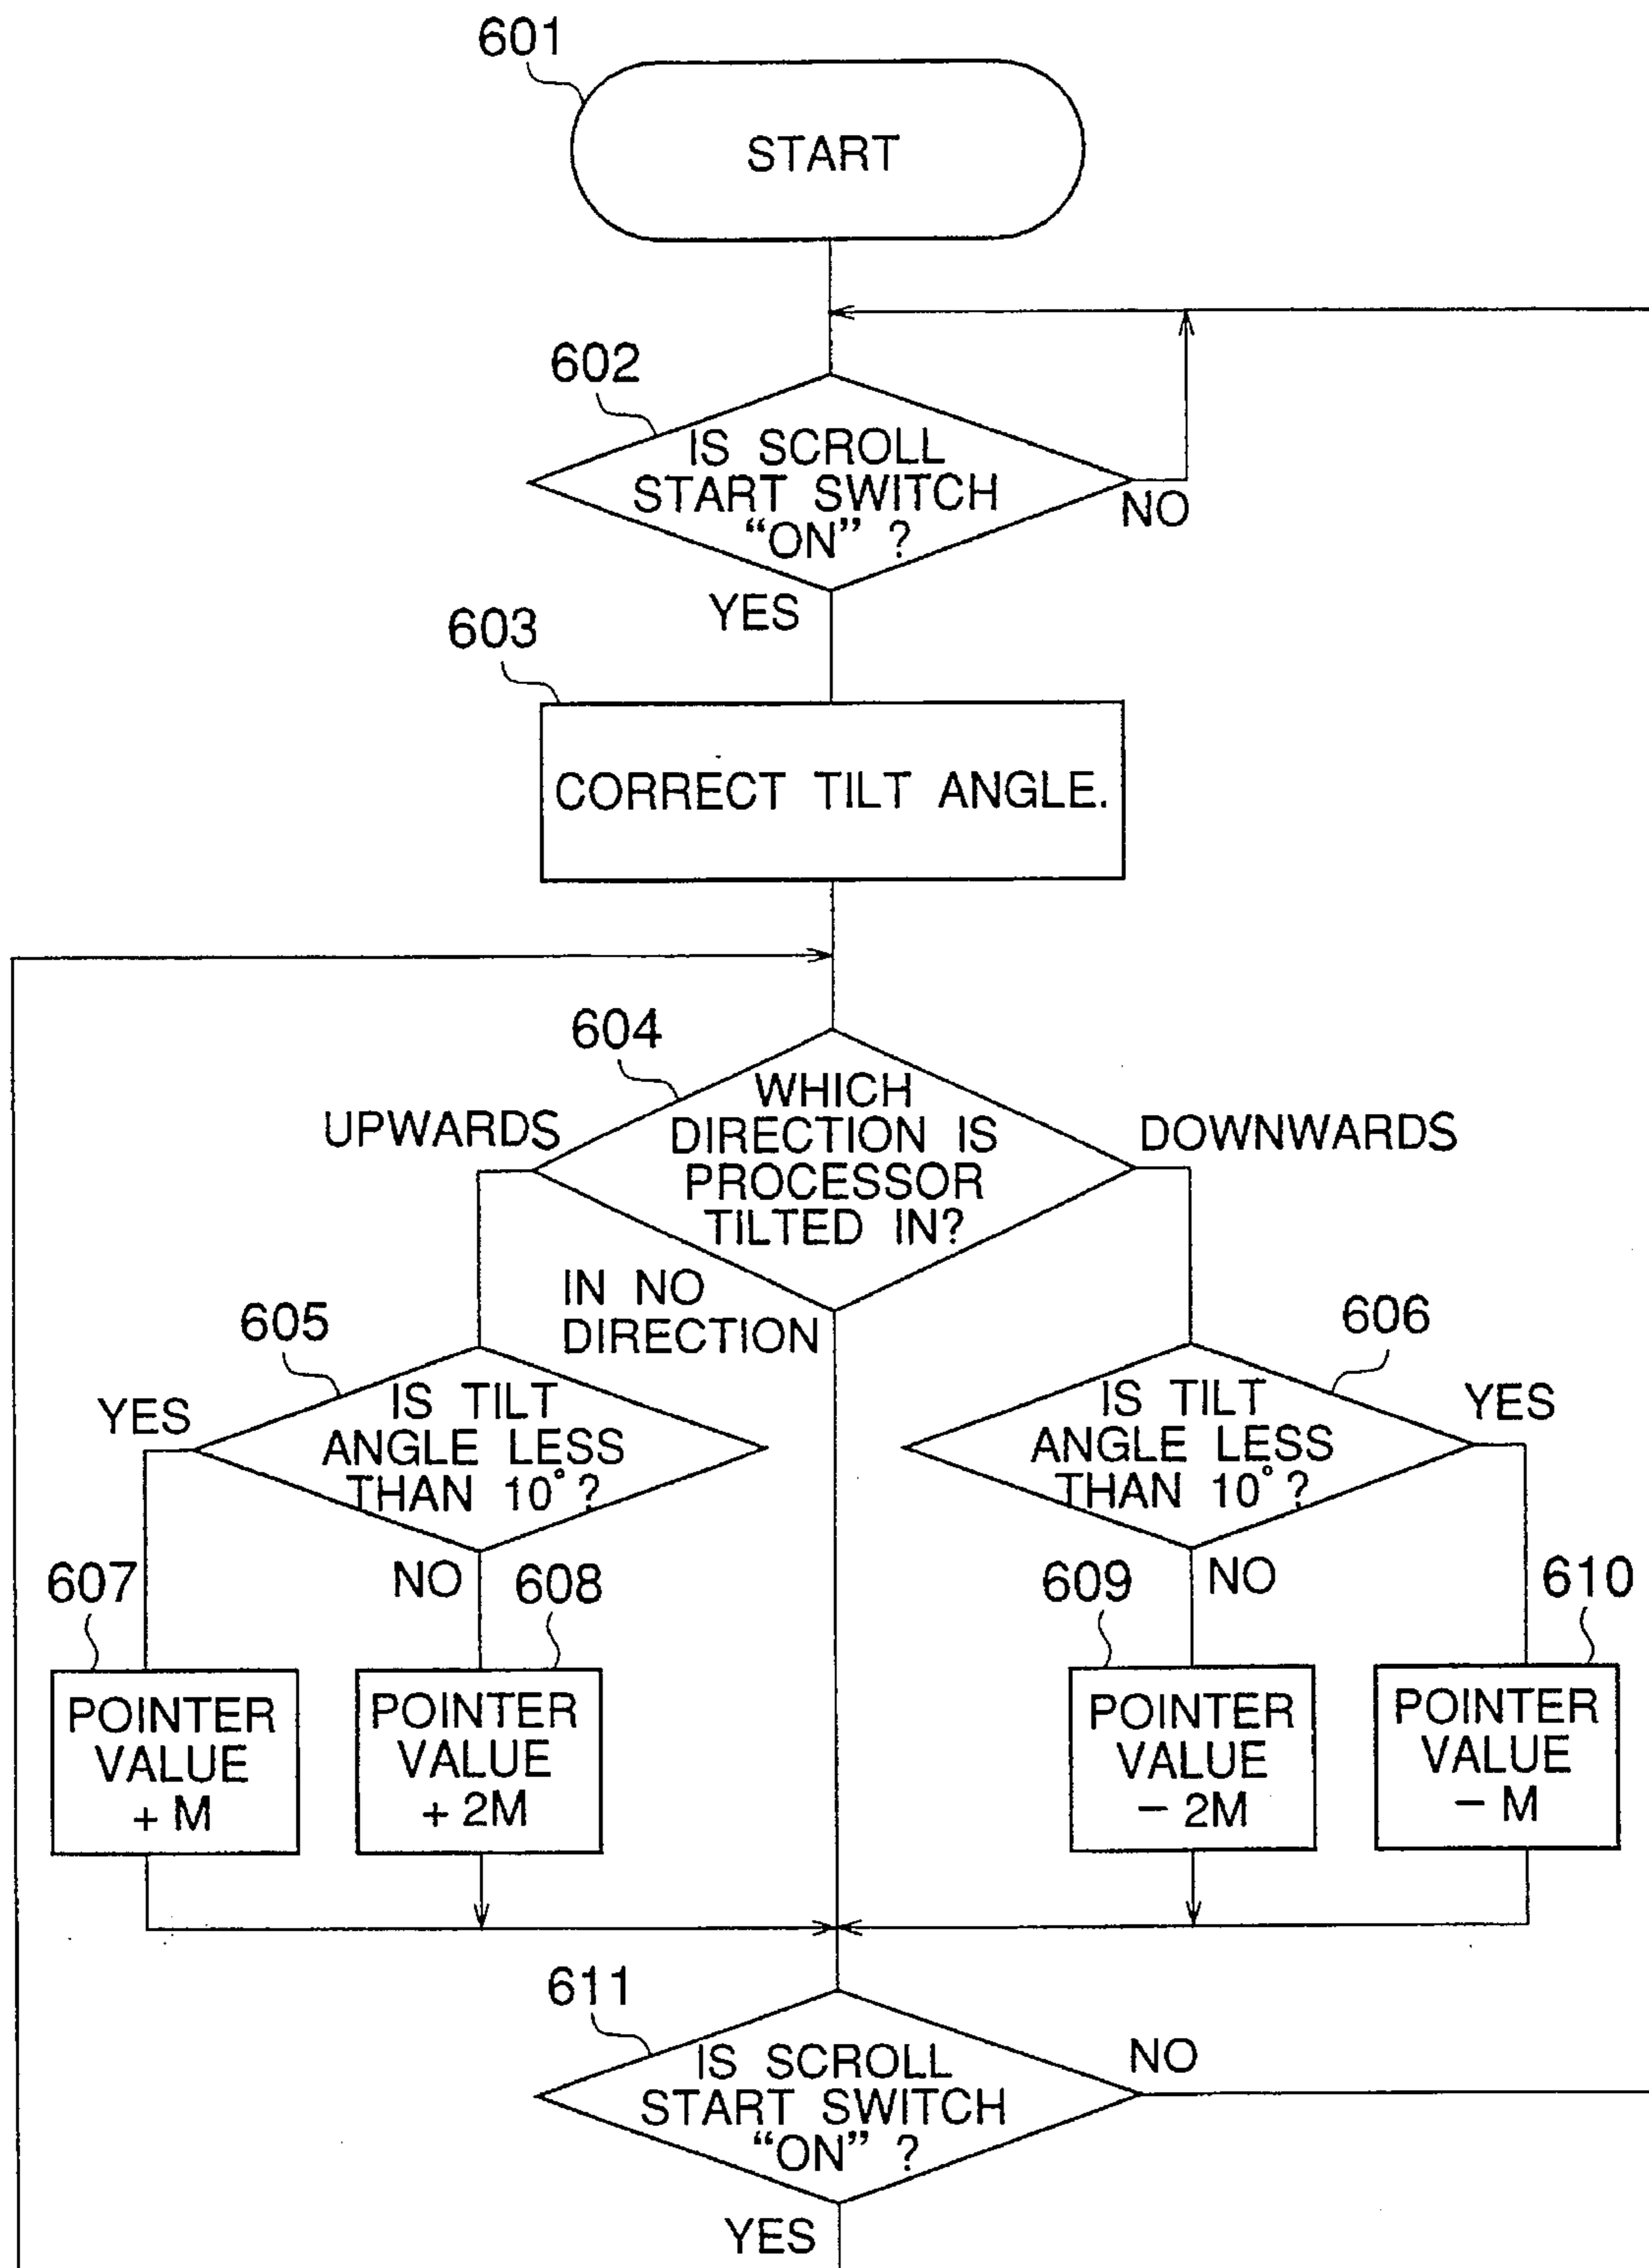 601
START
602
IS SCROLL
START SWITCH
“ON” ?
NO
YES
603
CORRECT TILT ANGLE.
604
WHICH
DIRECTION IS
PROCESSOR
TILTED IN?
UPWARDS
DOWNWARDS
IN NO
DIRECTION
605
IS TILT
ANGLE LESS
THAN 10°?
YES
NO
606
IS TILT
ANGLE LESS
THAN 10°?
YES
NO
607
POINTER
VALUE
+ M
608
POINTER
VALUE
+ 2M
609
POINTER
VALUE
− 2M
610
POINTER
VALUE
− M
611
IS SCROLL
START SWITCH
“ON” ?
NO
YES